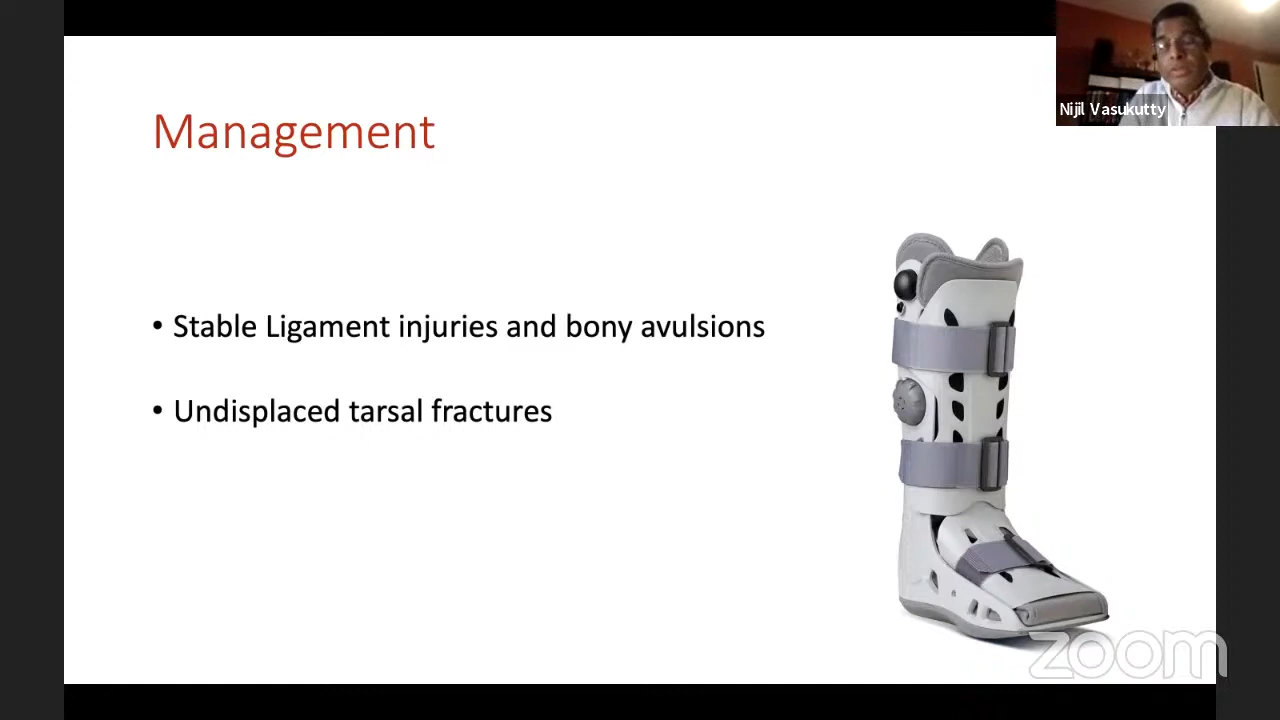 Nijil Vasukutty
Management
• Stable Ligament injuries and bony avulsions
• Undisplaced tarsal fractures
zoom